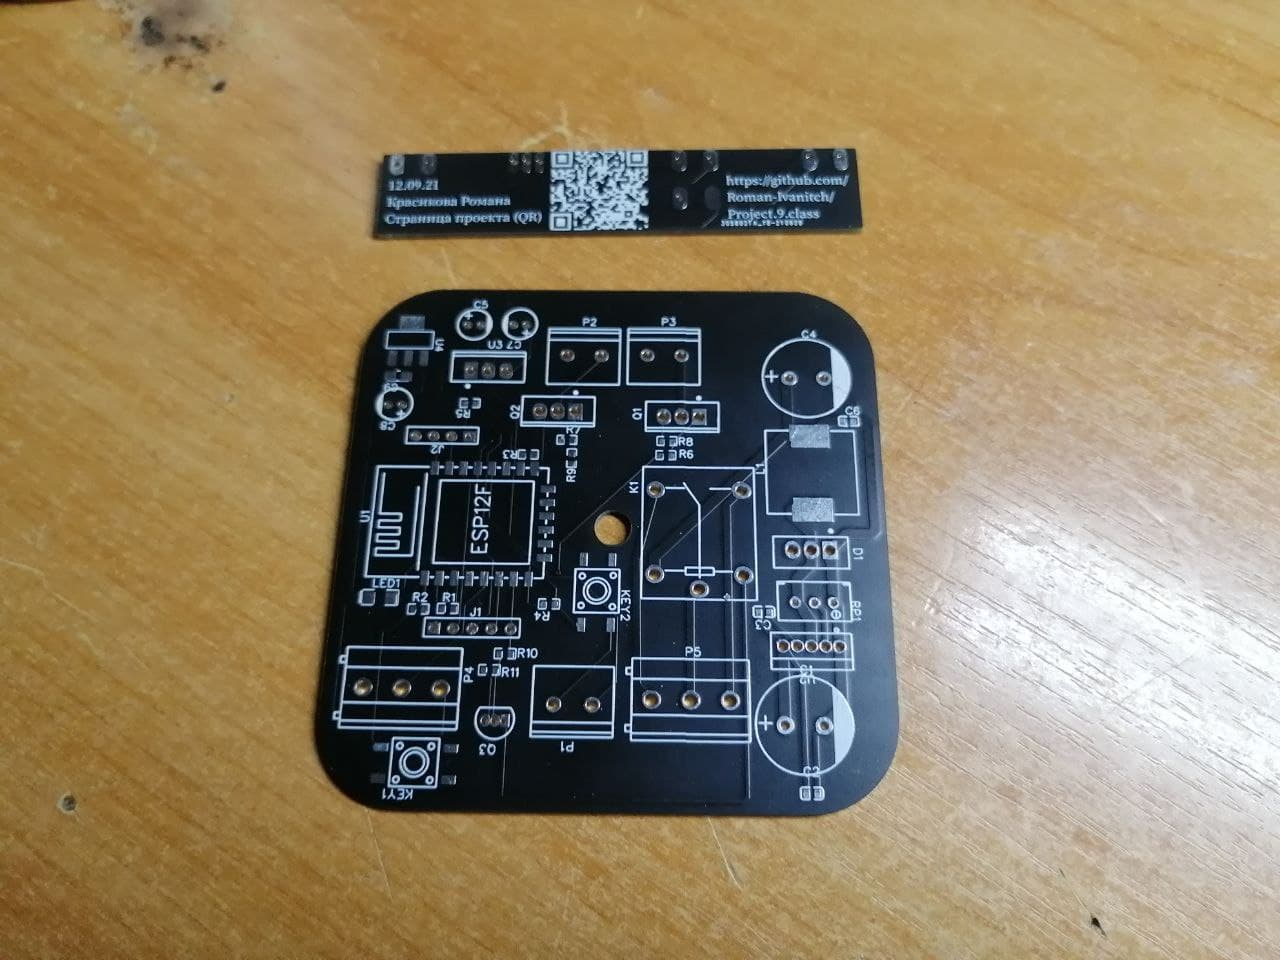 12.09.21
Красикова Романа
Страница проекта (QR)
https://github.com/
Roman-Ivanitch/
Project.9.class
C5
C7
U3
U4
P2
P3
C4
C8
R5
Q2
Q1
C6
J2
R3
R7
R9
R8
R6
K1
L1
U1
ESP12F
D1
LED1
R2
R1
J1
R4
KEY2
C3
RP1
R10
R11
P4
P5
P1
Q3
KEY1